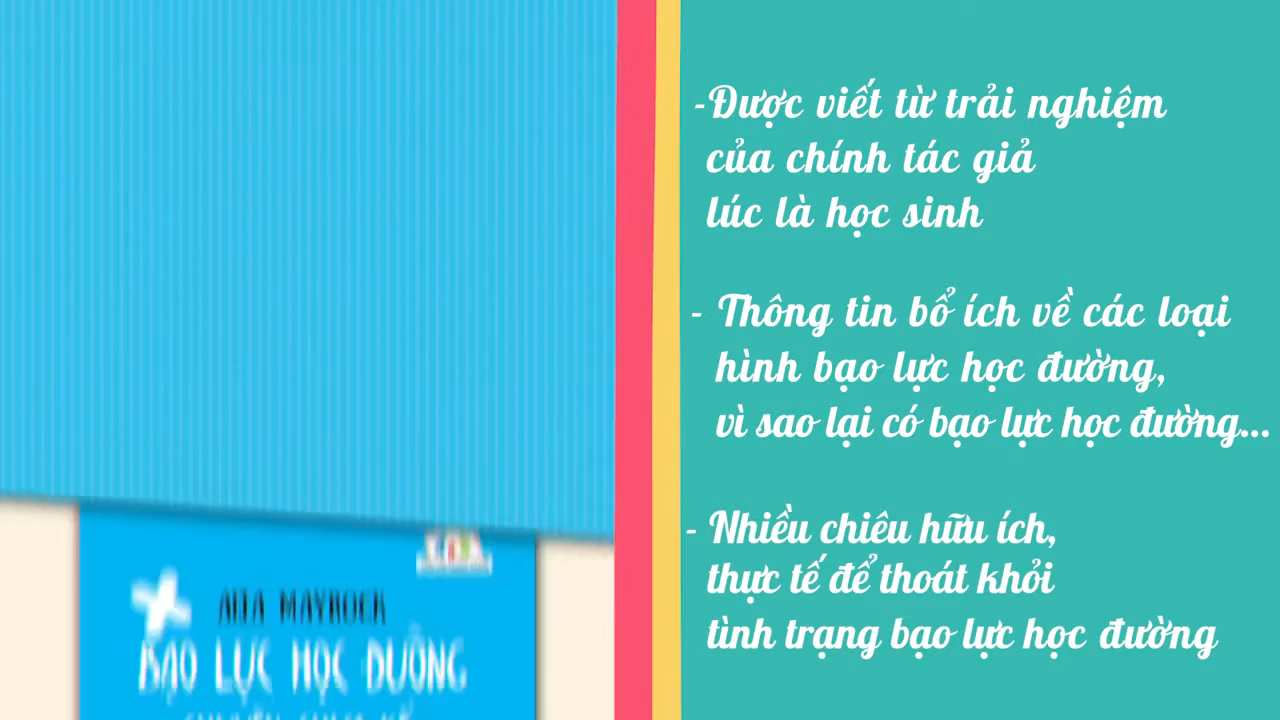 -Được viết từ trải nghiệm
của chính tác giả
lúc là học sinh
- Thông tin bổ ích về các loại
hình bạo lực học đường,
vì sao lại có bạo lực học đường...
- Nhiều chiêu hữu ích,
thực tế để thoát khỏi
tình trạng bạo lực học đường
MAYROCK
BẠO LỰC HỌC ĐƯỜNG